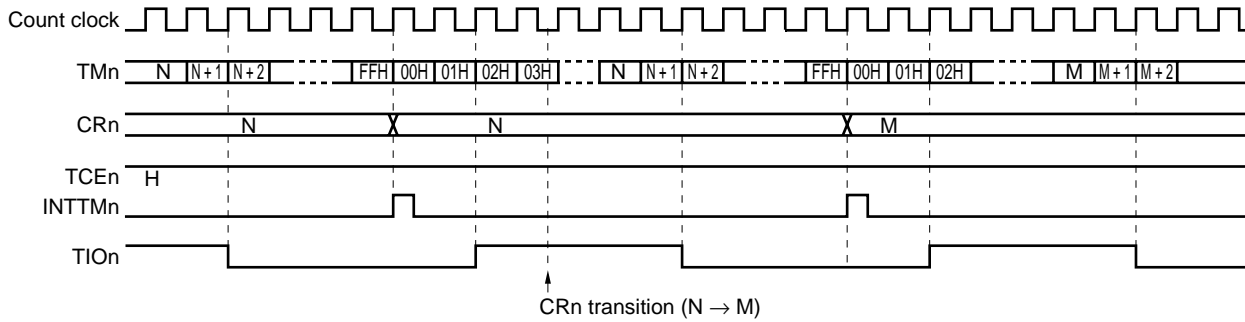 Count clock
TMn N N + 1 N + 2 FFH 00H 01H 02H 03H N N + 1 N + 2 FFH 00H 01H 02H M M + 1 M + 2
CRn N N M
TCEn H
INTTMn
TIOn
CRn transition (N → M)